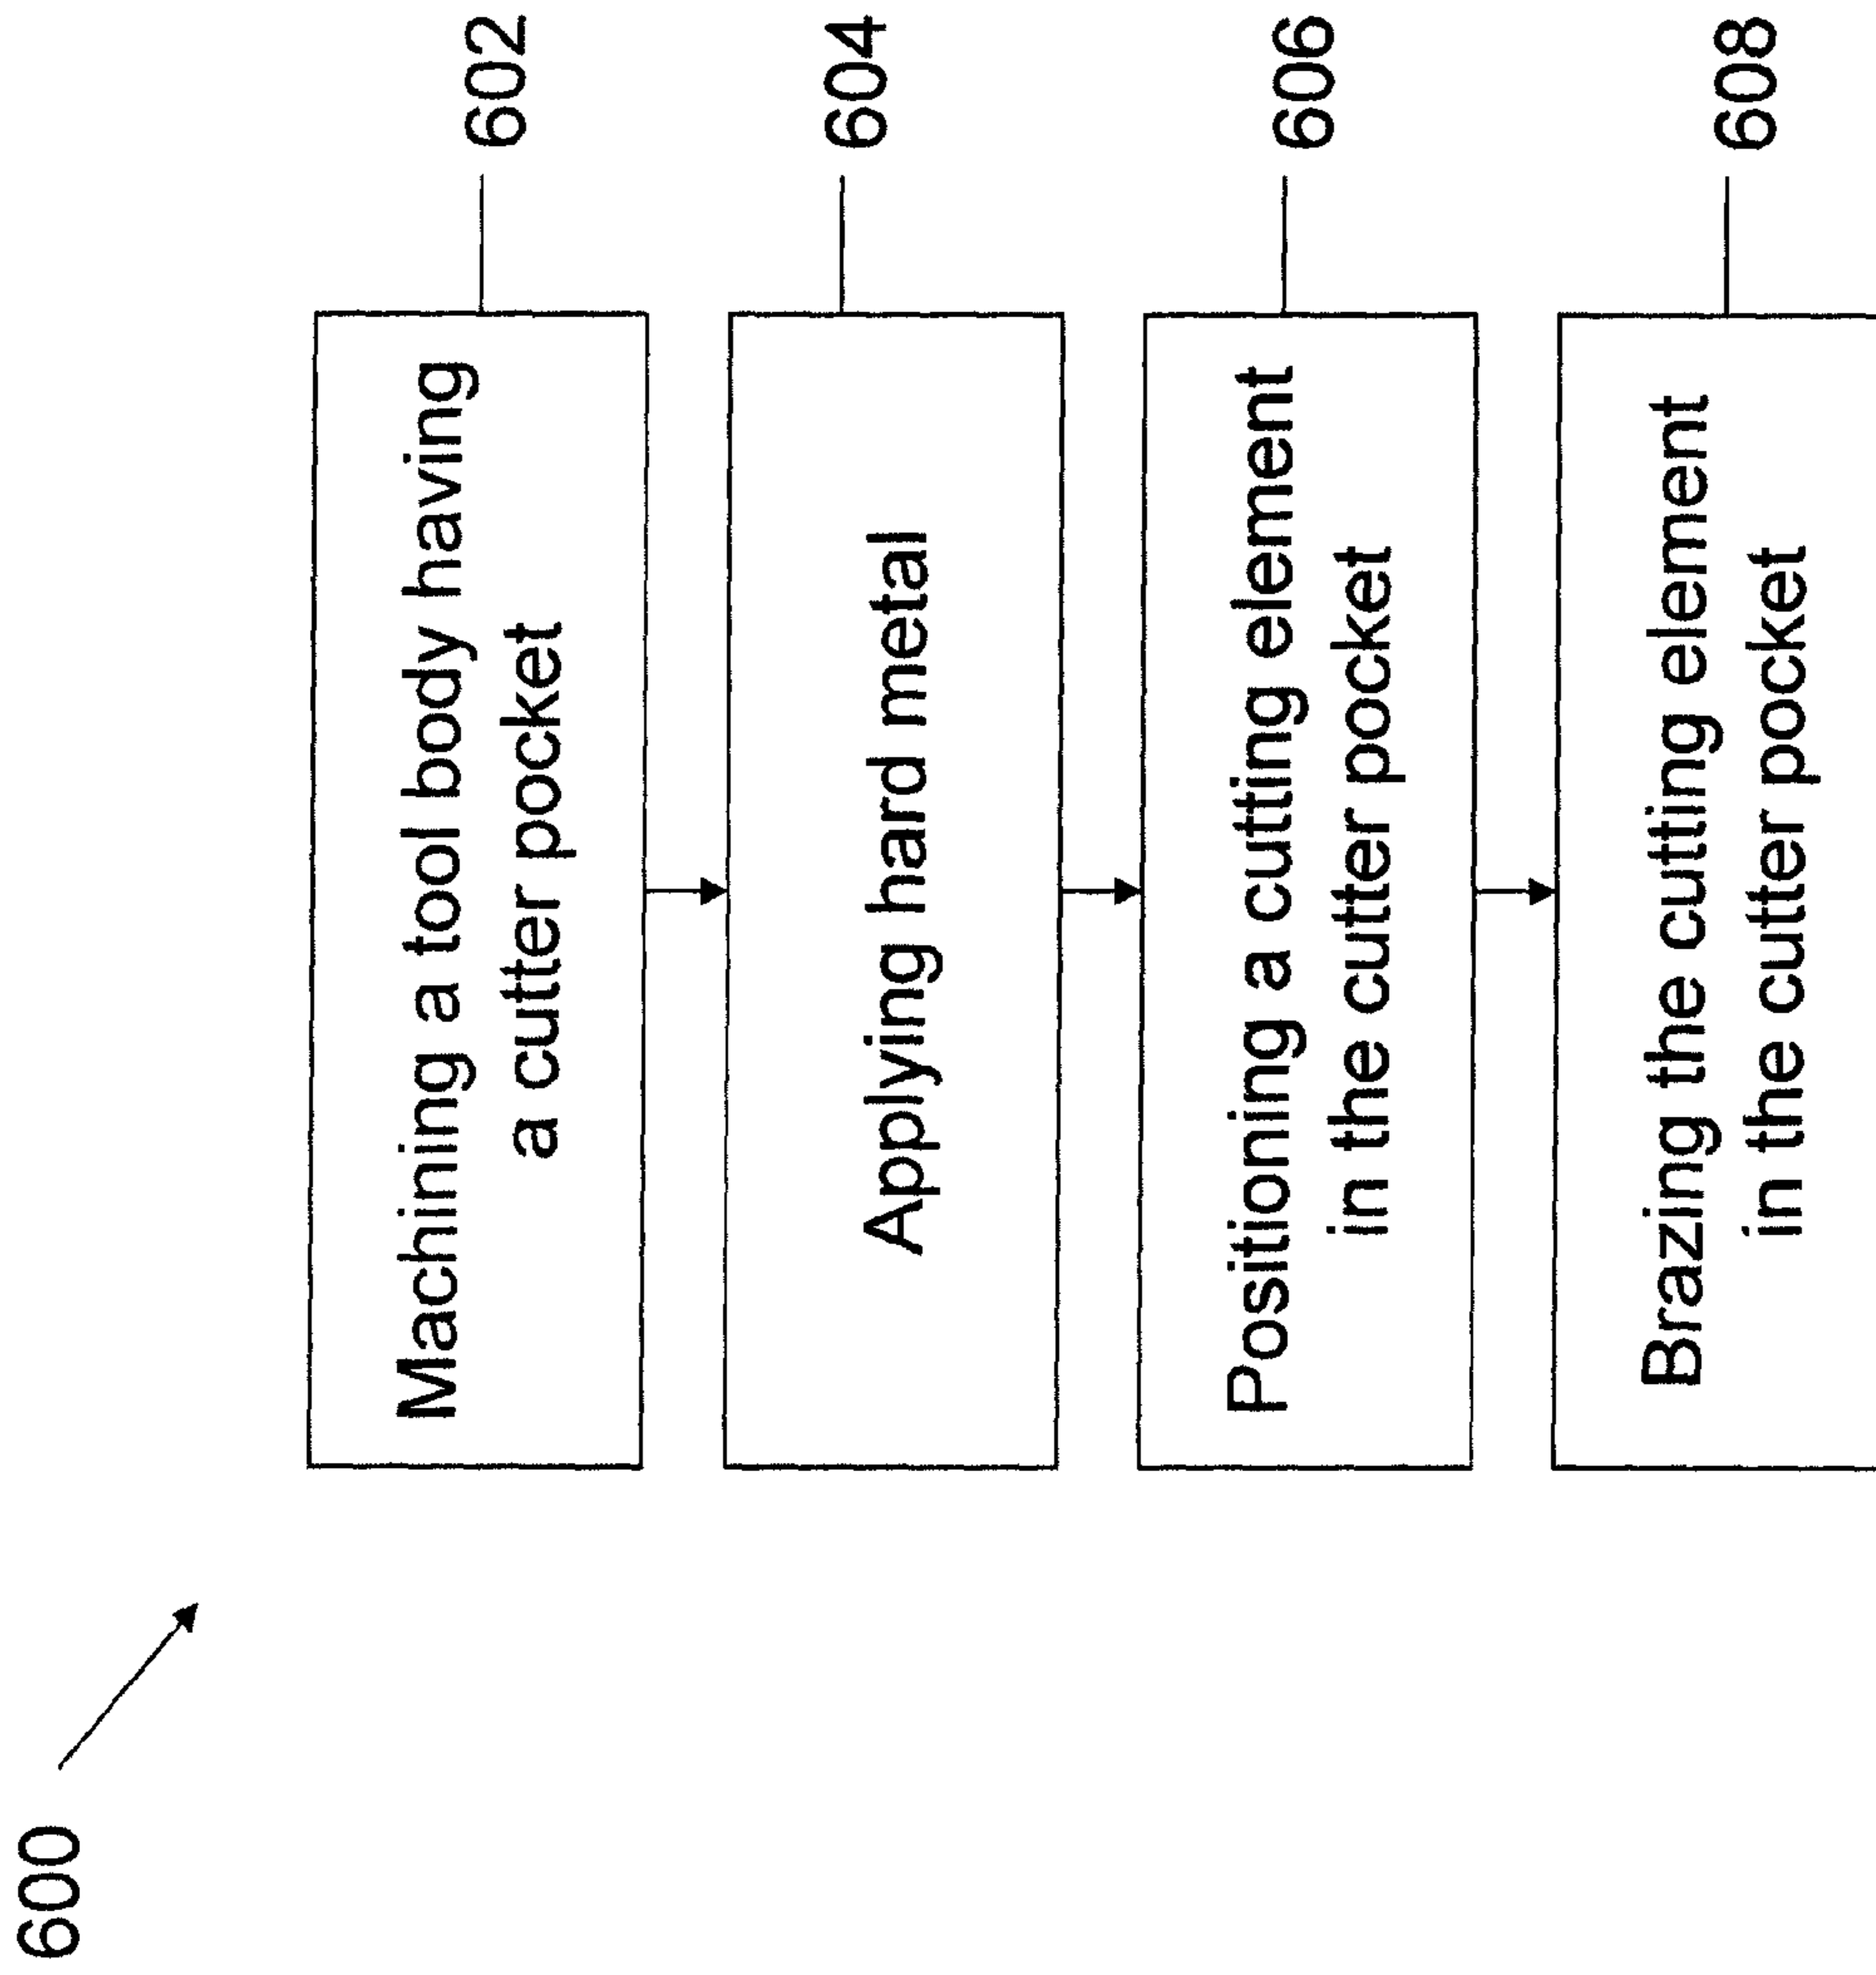 600
Machining a tool body having
a cutter pocket
602
Applying hard metal
604
Positioning a cutting element
in the cutter pocket
606
Brazing the cutting element
in the cutter pocket
608